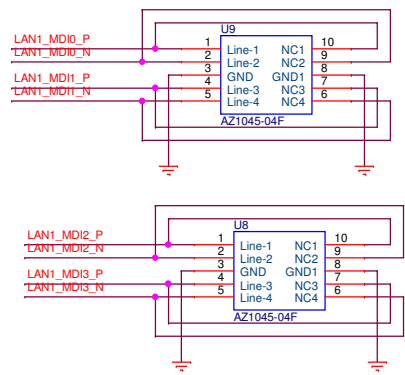 U9
LAN1_MDI0_P 1 Line-1 NC1 10
LAN1_MDI0_N 2 Line-2 NC2 9
3 GND GND1 8
LAN1_MDI1_P 4 Line-3 NC3 7
LAN1_MDI1_N 5 Line-4 NC4 6
AZ1045-04F
U8
LAN1_MDI2_P 1 Line-1 NC1 10
LAN1_MDI2_N 2 Line-2 NC2 9
3 GND GND1 8
LAN1_MDI3_P 4 Line-3 NC3 7
LAN1_MDI3_N 5 Line-4 NC4 6
AZ1045-04F